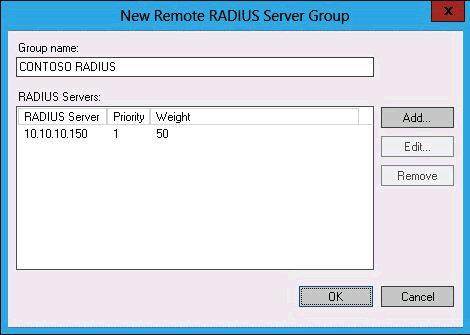 New Remote RADIUS Server Group
x
Group name:
CONTOSO RADIUS
RADIUS Servers:
RADIUS Server Priority Weight
10.10.10.150 1 50
Add...
Edit...
Remove
OK Cancel